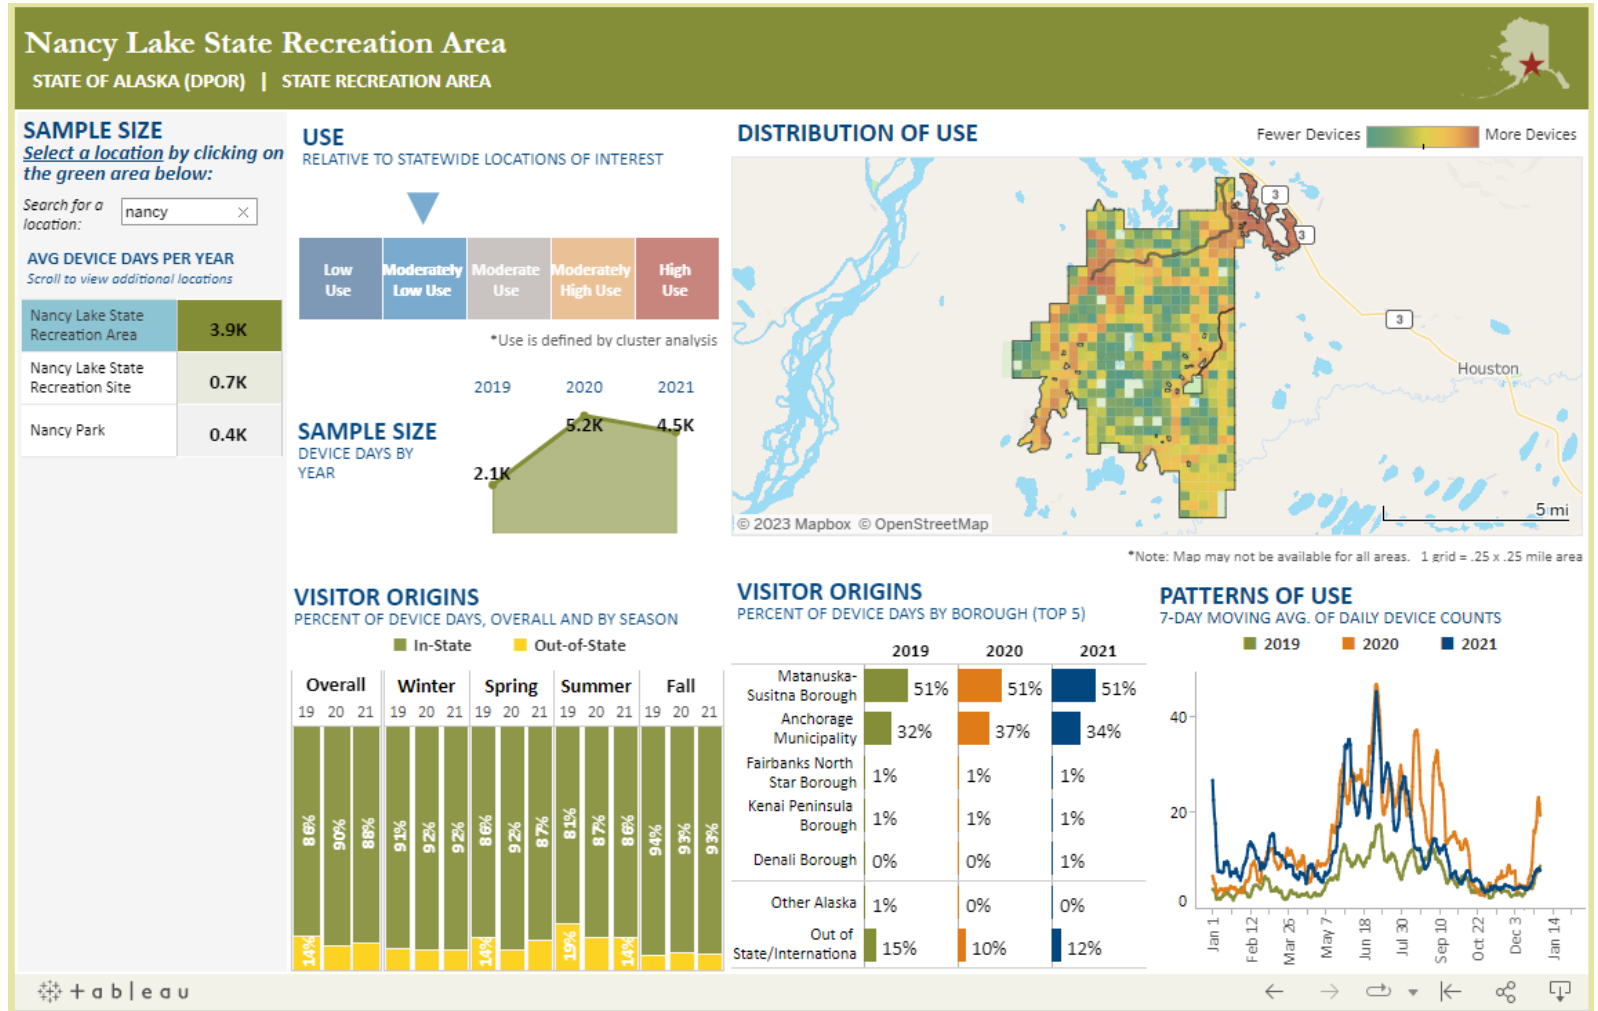 Nancy Lake State Recreation Area
STATE OF ALASKA (DPOR) | STATE RECREATION AREA
SAMPLE SIZE
Select a location by clicking on
the green area below:
Search for a
location:
nancy
AVG DEVICE DAYS PER YEAR
Scroll to view additional locations
Nancy Lake State
Recreation Area
3.9K
Nancy Lake State
Recreation Site
0.7K
Nancy Park
0.4K
USE
RELATIVE TO STATEWIDE LOCATIONS OF INTEREST
Low
Use
Moderately
Low Use
Moderate
Use
Moderately
High Use
High
Use
*Use is defined by cluster analysis
2019 2020 2021
SAMPLE SIZE
DEVICE DAYS BY
YEAR
2.1K
5.2K
4.5K
DISTRIBUTION OF USE
Fewer Devices
More Devices
3
3
3
Houston
5 mi
© 2023 Mapbox © OpenStreetMap
*Note: Map may not be available for all areas. 1 grid = .25 x .25 mile area
VISITOR ORIGINS
PERCENT OF DEVICE DAYS, OVERALL AND BY SEASON
In-State
Out-of-State
Overall Winter Spring Summer Fall
19 20 21 19 20 21 19 20 21 19 20 21 19 20 21
86% 90% 88% 91% 92% 92% 86% 92% 87% 81% 87% 86% 94% 93% 93%
14% 14% 19% 14%
VISITOR ORIGINS
PERCENT OF DEVICE DAYS BY BOROUGH (TOP 5)
2019 2020 2021
Matanuska-
Susitna Borough
51% 51% 51%
Anchorage
Municipality
32% 37% 34%
Fairbanks North
Star Borough
1% 1% 1%
Kenai Peninsula
Borough
1% 1% 1%
Denali Borough
0% 0% 1%
Other Alaska
1% 0% 0%
Out of
State/Internationa
15% 10% 12%
PATTERNS OF USE
7-DAY MOVING AVG. OF DAILY DEVICE COUNTS
2019 2020 2021
40
20
0
Jan 1
Feb 12
Mar 26
May 7
Jun 18
Jul 30
Sep 10
Oct 22
Dec 3
Jan 14
+ a b l e a u